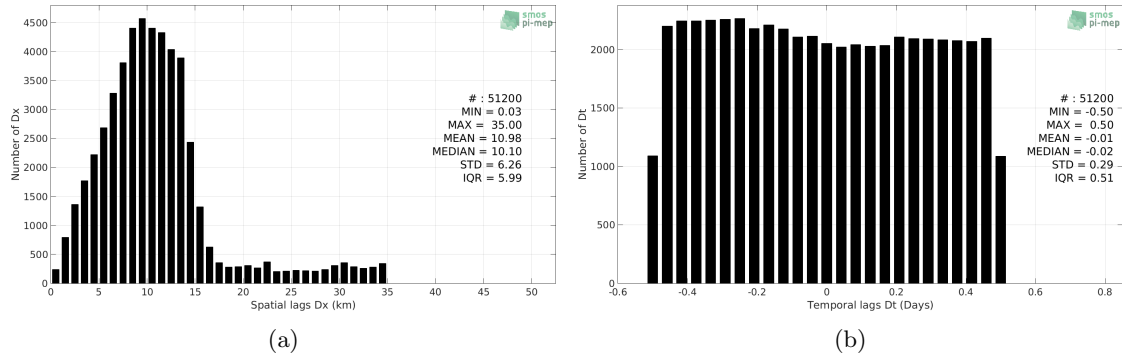 4500
4000
3500
3000
2500
2000
1500
1000
500
0
Number of Dx
smos
pi-mep
# : 51200
MIN = 0.03
MAX = 35.00
MEAN = 10.98
MEDIAN = 10.10
STD = 6.26
IQR = 5.99
0 5 10 15 20 25 30 35 40 45 50
Spatial lags Dx (km)
(a)
2000
1500
1000
500
0
Number of Dt
smos
pi-mep
# : 51200
MIN = -0.50
MAX = 0.50
MEAN = -0.01
MEDIAN = -0.02
STD = 0.29
IQR = 0.51
-0.6 -0.4 -0.2 0 0.2 0.4 0.6 0.8
Temporal lags Dt (Days)
(b)